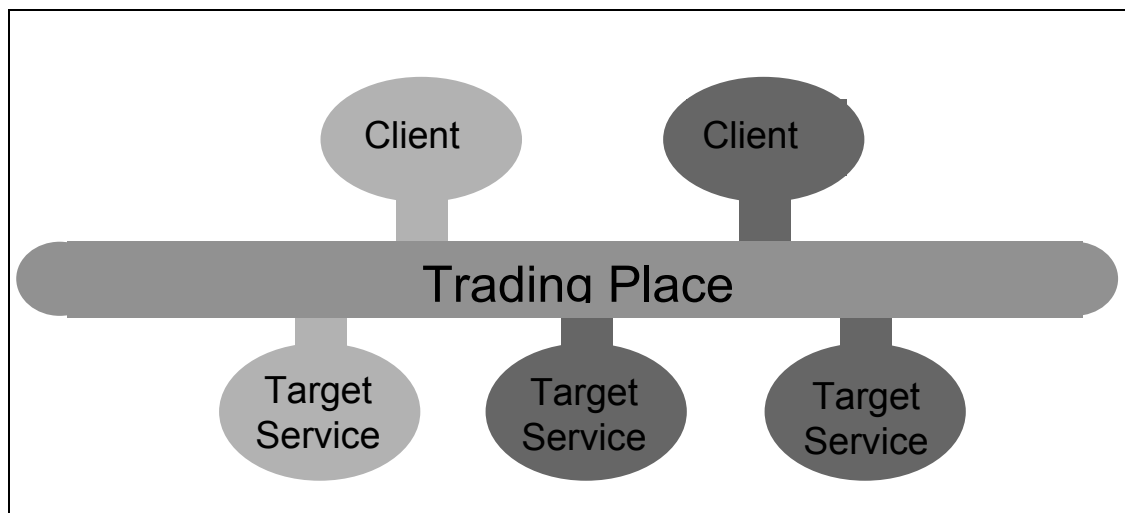 Client
Client
Trading Place
Target
Service
Target
Service
Target
Service